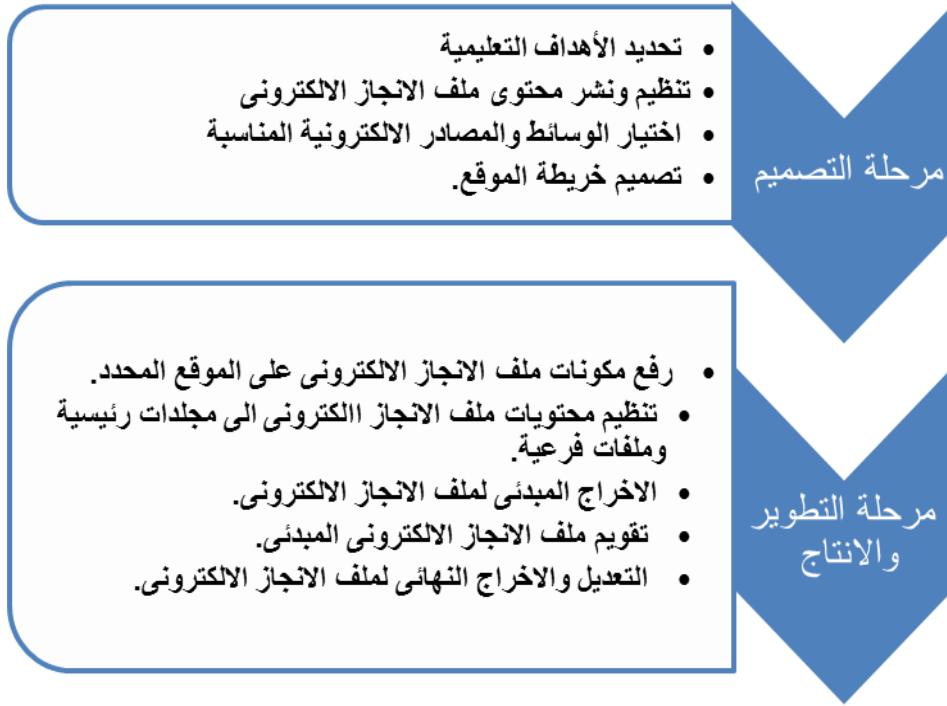 مرحلة التصميم
• تحديد الأهداف التعليمية
• تنظيم ونشر محتوى ملف الانجاز الالكترونى
• اختيار الوسائط والمصادر الالكترونية المناسبة
• تصميم خريطة الموقع.
مرحلة التطوير
والانتاج
• رفع مكونات ملف الانجاز الالكترونى على الموقع المحدد.
• تنظيم محتويات ملف الانجاز االكترونى الى مجلدات رئيسية
وملفات فرعية.
• الاخراج المبدئى لملف الانجاز الالكترونى.
• تقويم ملف الانجاز الالكترونى المبدئى.
• التعديل والاخراج النهائى لملف الانجاز الالكترونى.